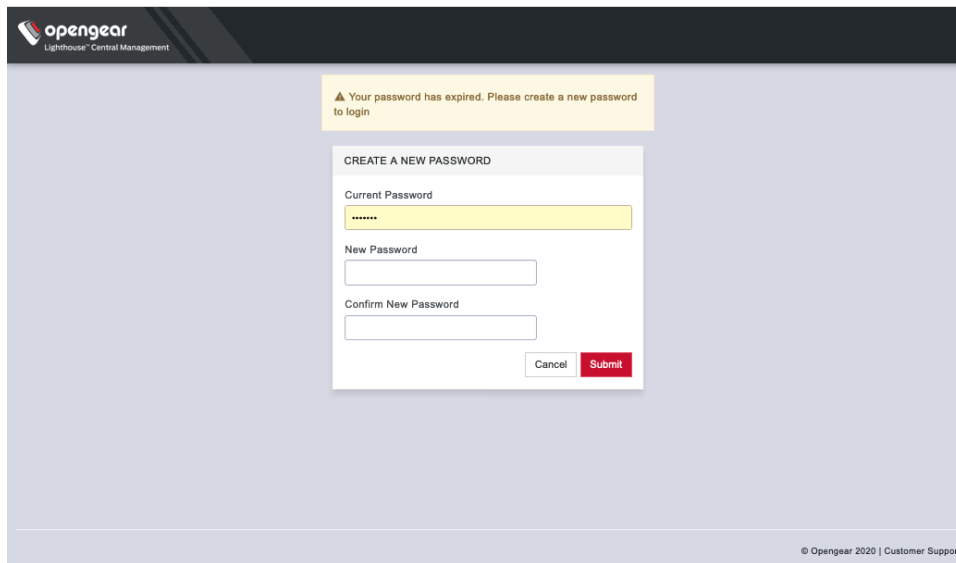 opengear
Lighthouse™ Central Management
Your password has expired. Please create a new password
to login
CREATE A NEW PASSWORD
Current Password
•••••••
New Password
Confirm New Password
Cancel
Submit
© Opengear 2020 | Customer Suppor